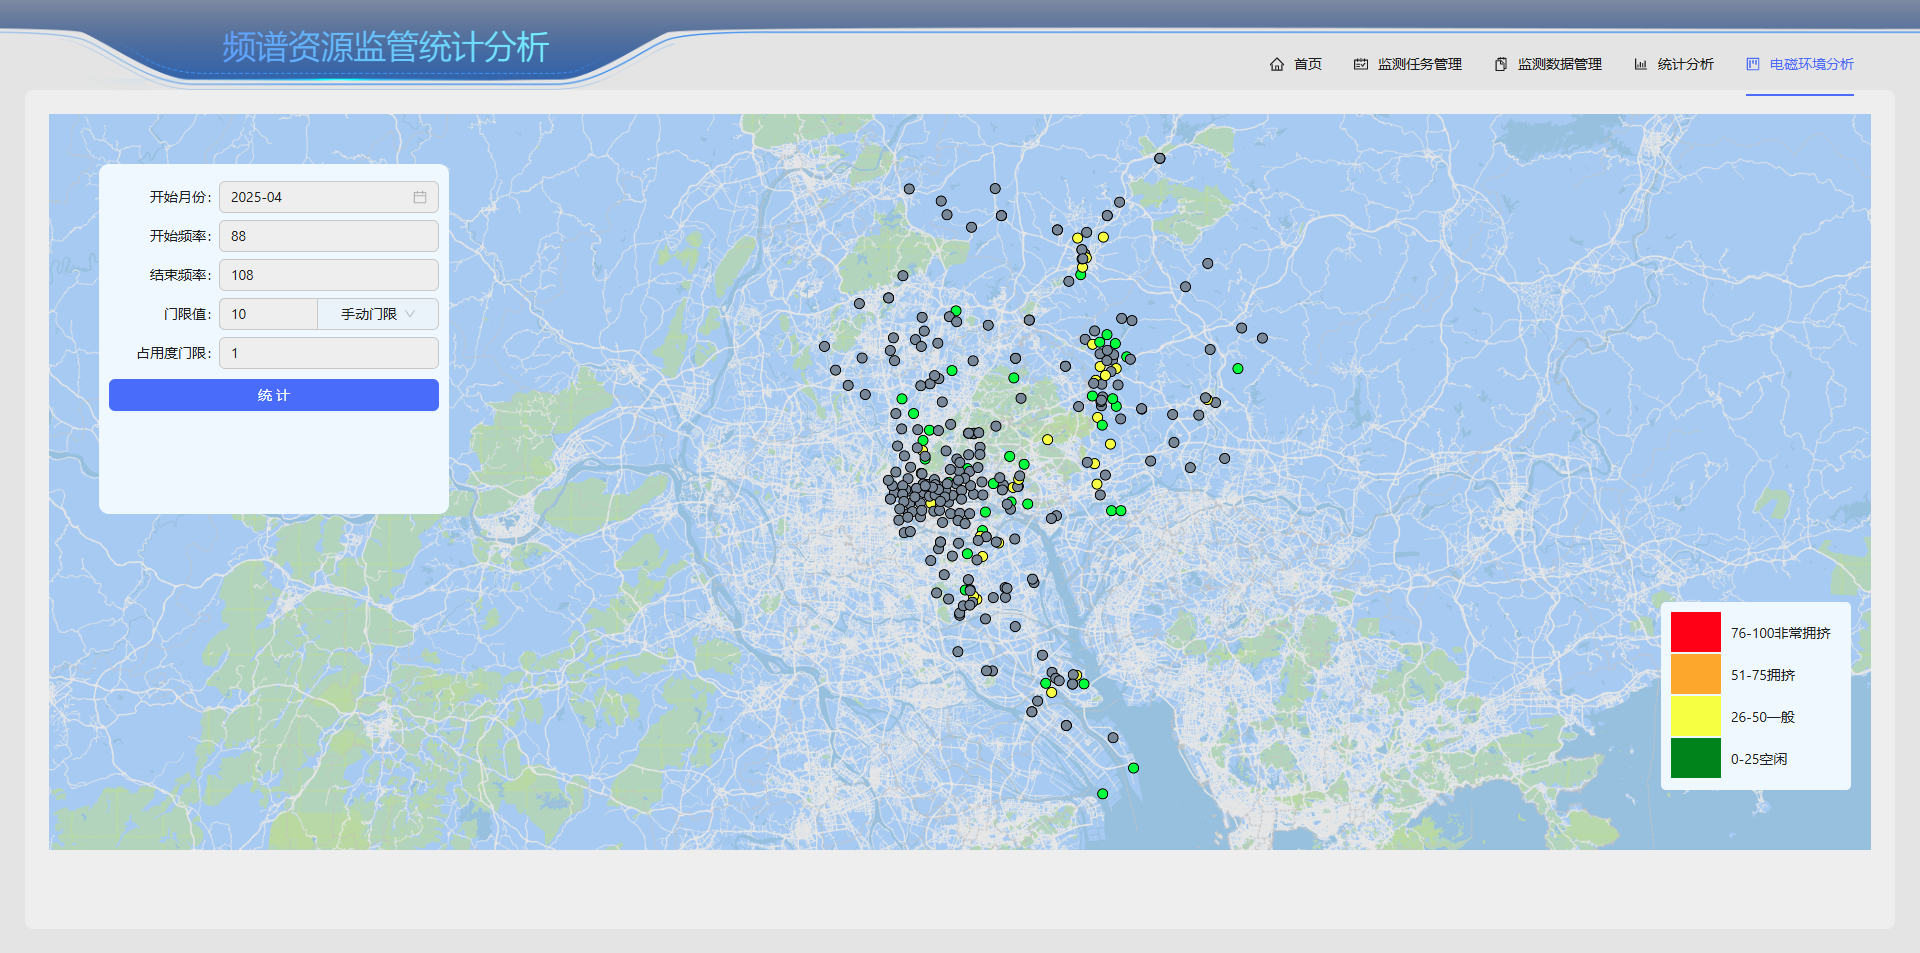 频谱资源监管统计分析
首页
监测任务管理
监测数据管理
统计分析
电磁环境分析
开始月份: 2025-04
开始频率: 88
结束频率: 108
门限值: 10 手动门限
占用度门限: 1
统 计
76-100非常拥挤
51-75拥挤
26-50一般
0-25空闲